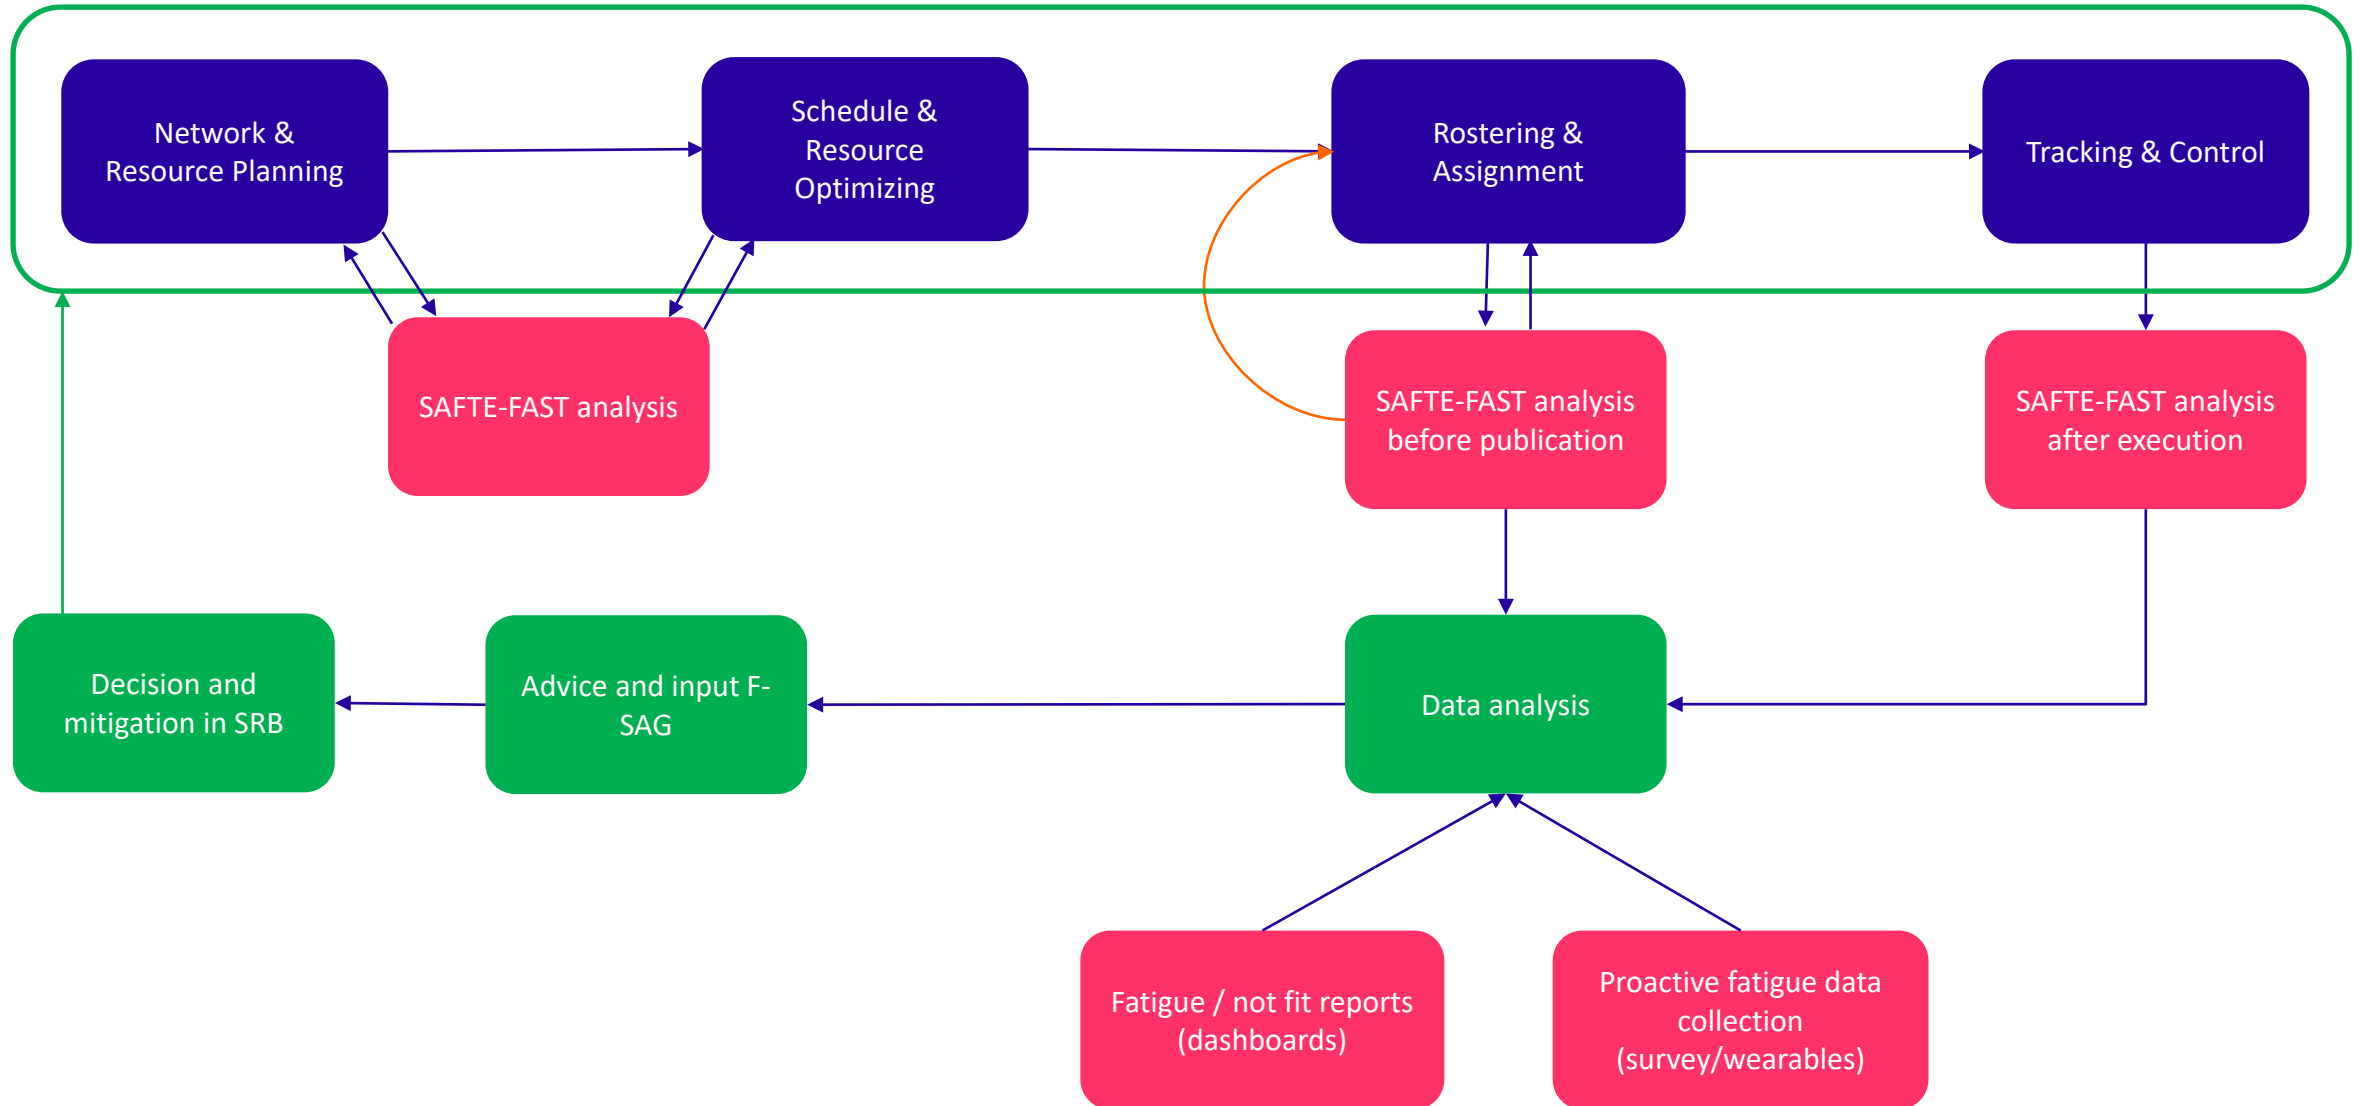 Network &
Resource Planning
Schedule &
Resource
Optimizing
Rostering &
Assignment
Tracking & Control
SAFTE-FAST analysis
SAFTE-FAST analysis
before publication
SAFTE-FAST analysis
after execution
Decision and
mitigation in SRB
Advice and input F-
SAG
Data analysis
Fatigue / not fit reports
(dashboards)
Proactive fatigue data
collection
(survey/wearables)